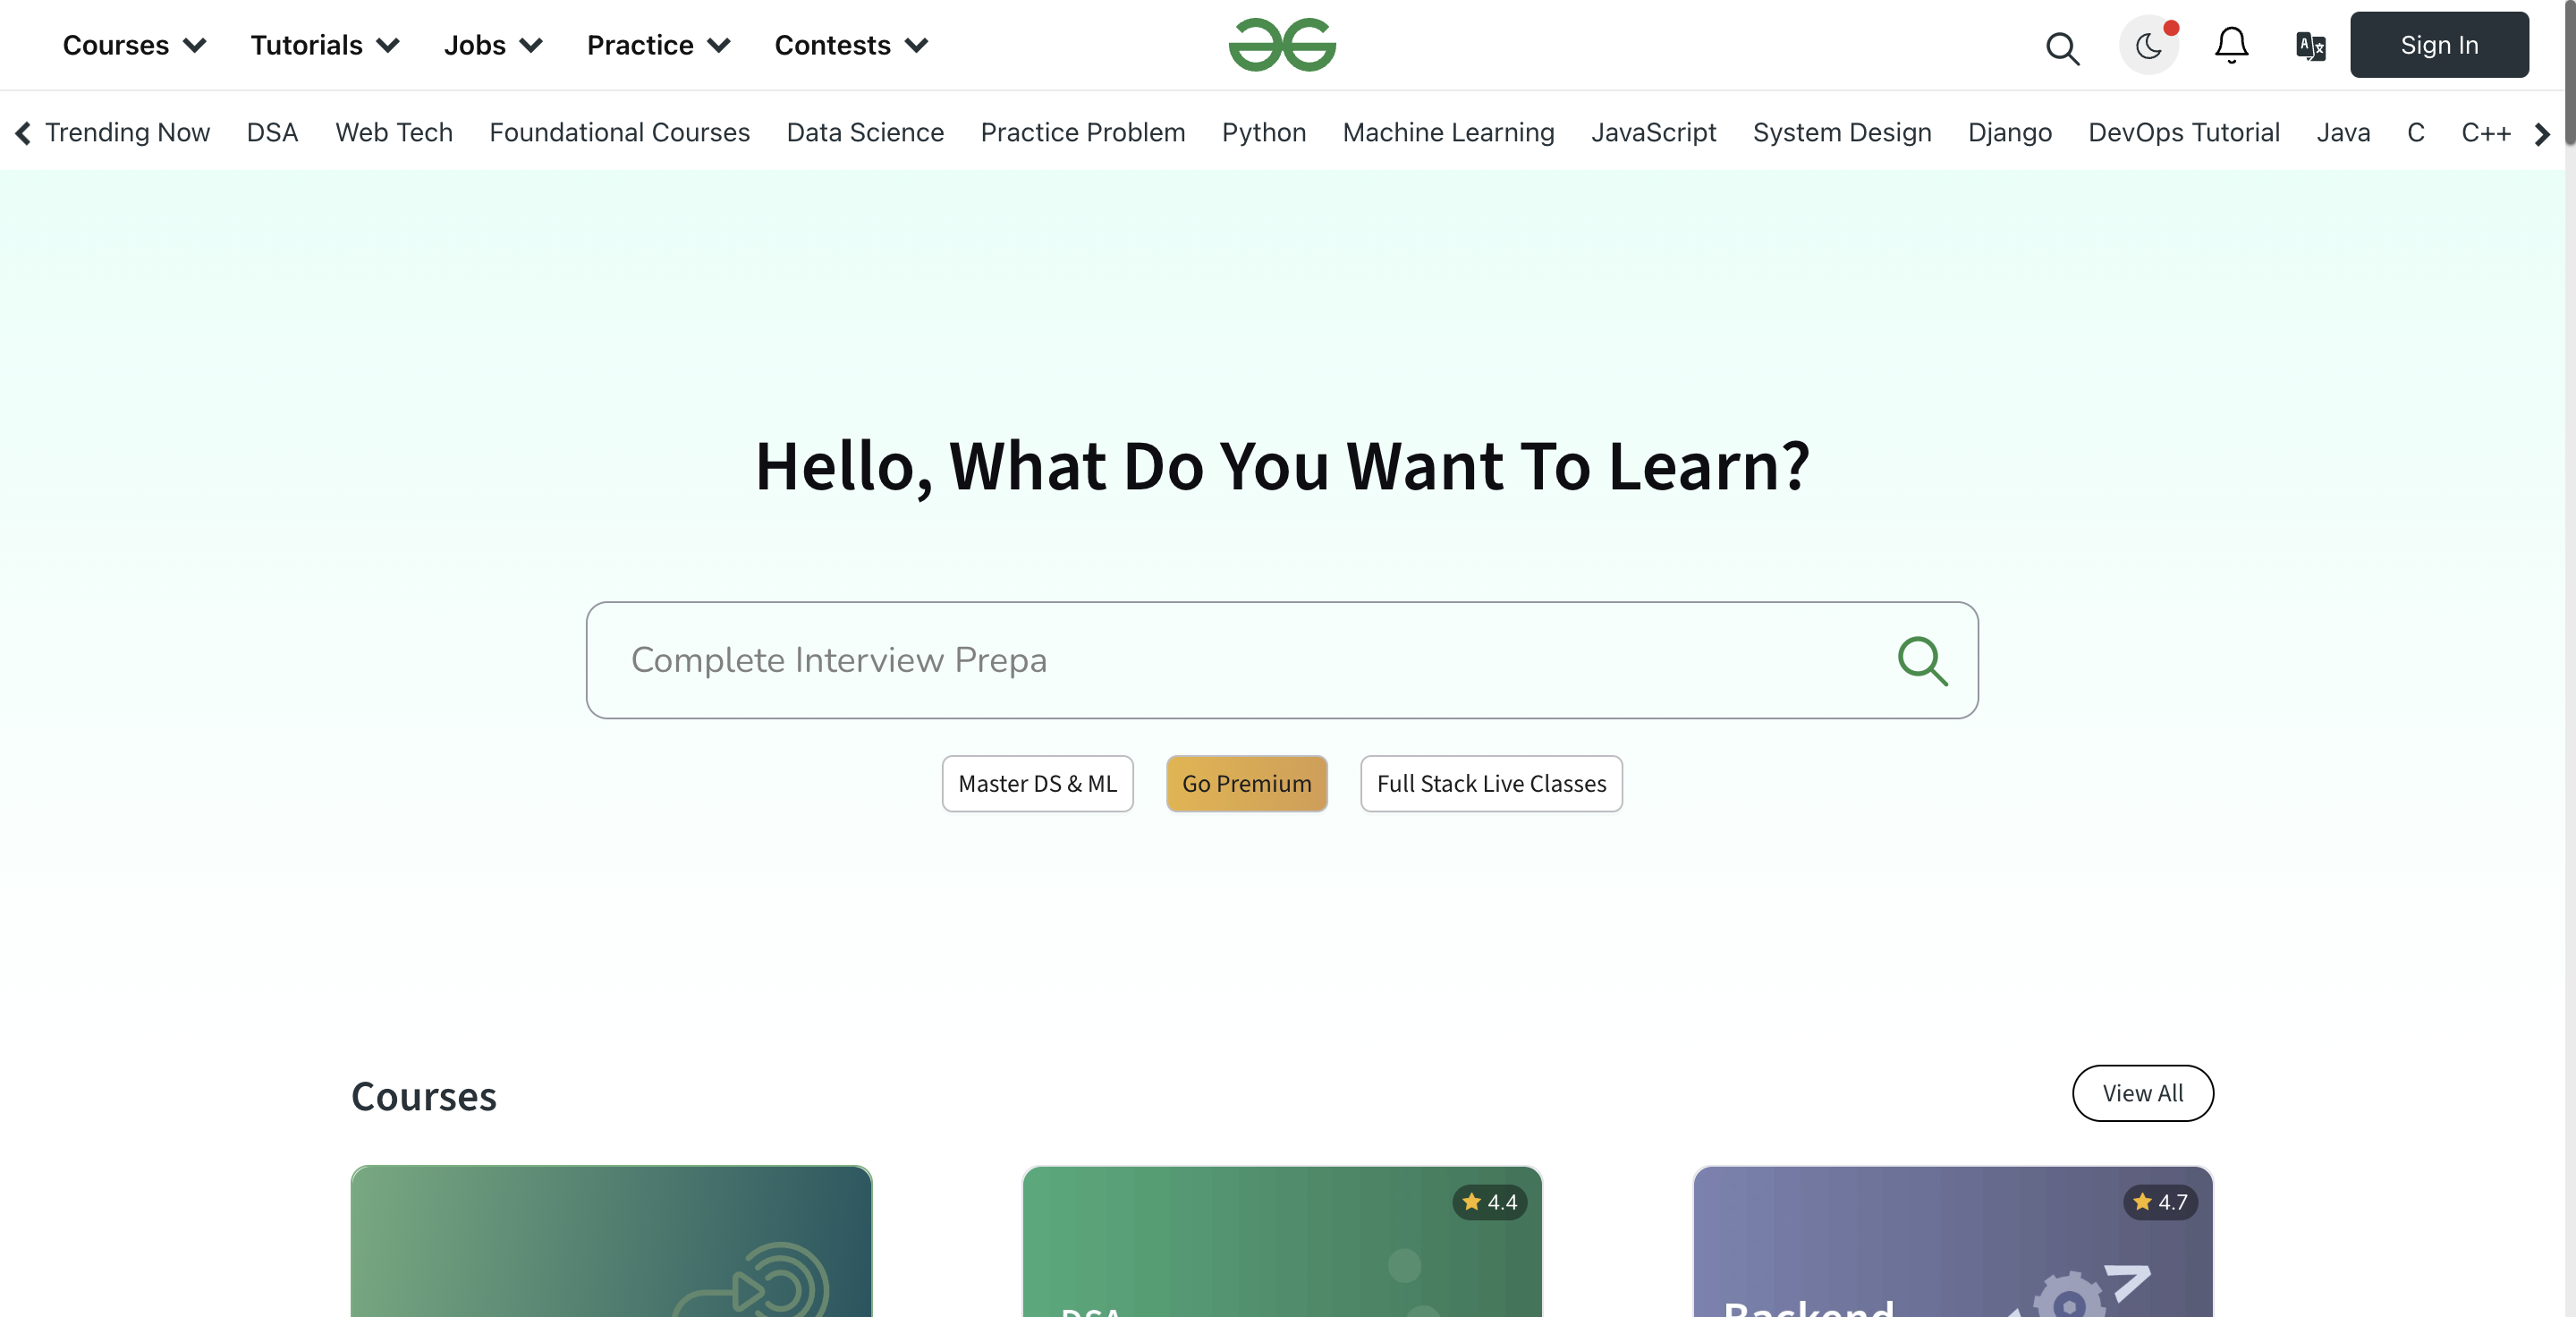 Courses Tutorials Jobs Practice Contests Sign In
Trending Now DSA Web Tech Foundational Courses Data Science Practice Problem Python Machine Learning JavaScript System Design Django DevOps Tutorial Java C C++
Hello, What Do You Want To Learn?
Complete Interview Prepa
Master DS & ML Go Premium Full Stack Live Classes
Courses View All
4.4 4.7
DSA Backend